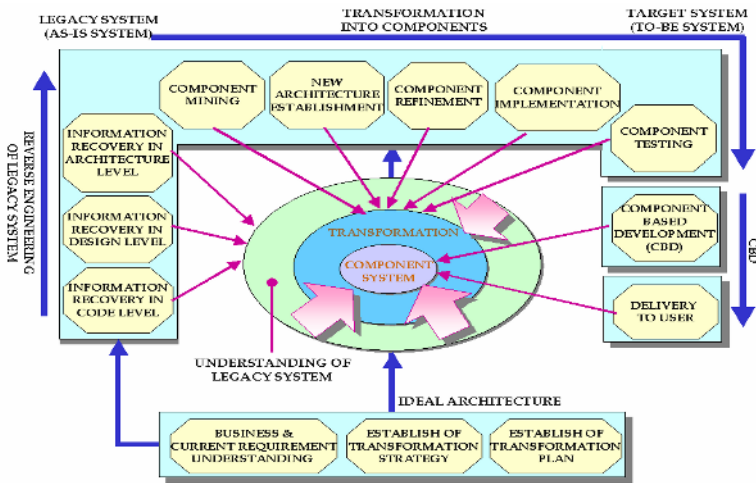 LEGACY SYSTEM
(AS-IS SYSTEM)
TRANSFORMATION
INTO COMPONENTS
TARGET SYSTEM
(TO-BE SYSTEM)
COMPONENT
MINING
NEW
ARCHITECTURE
ESTABLISHMENT
COMPONENT
REFINEMENT
COMPONENT
IMPLEMENTATION
COMPONENT
TESTING
REVERSE ENGINEERING
OF LEGACY SYSTEM
INFORMATION
RECOVERY IN
ARCHITECTURE
LEVEL
INFORMATION
RECOVERY IN
DESIGN LEVEL
INFORMATION
RECOVERY IN
CODE LEVEL
TRANSFORMATION
COMPONENT
SYSTEM
COMPONENT
BASED
DEVELOPMENT
(CBD)
CBD
DELIVERY
TO USER
UNDERSTANDING OF
LEGACY SYSTEM
IDEAL ARCHITECTURE
BUSINESS &
CURRENT REQUIREMENT
UNDERSTANDING
ESTABLISH OF
TRANSFORMATION
STRATEGY
ESTABLISH OF
TRANSFORMATION
PLAN